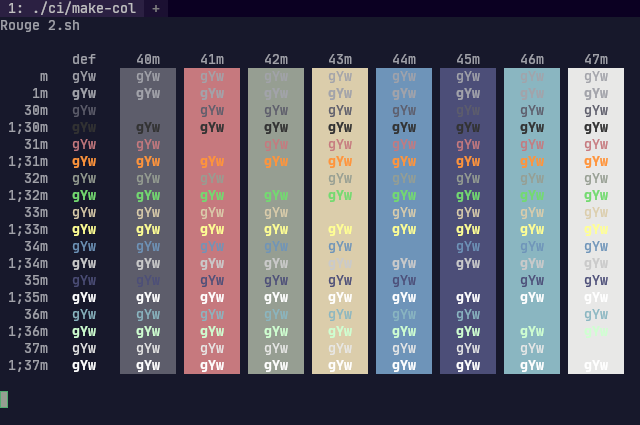 1: ./ci/make-col +
Rouge 2.sh
def 40m 41m 42m 43m 44m 45m 46m 47m
m gYw gYw gYw gYw gYw gYw gYw gYw gYw
1m gYw gYw gYw gYw gYw gYw gYw gYw gYw
30m gYw gYw gYw gYw gYw gYw gYw gYw
1;30m gYw gYw gYw gYw gYw gYw gYw gYw gYw
31m gYw gYw gYw gYw gYw gYw gYw gYw
1;31m gYw gYw gYw gYw gYw gYw gYw gYw gYw
32m gYw gYw gYw gYw gYw gYw gYw gYw
1;32m gYw gYw gYw gYw gYw gYw gYw gYw gYw
33m gYw gYw gYw gYw gYw gYw gYw gYw
1;33m gYw gYw gYw gYw gYw gYw gYw gYw gYw
34m gYw gYw gYw gYw gYw gYw gYw gYw
1;34m gYw gYw gYw gYw gYw gYw gYw gYw gYw
35m gYw gYw gYw gYw gYw gYw gYw gYw
1;35m gYw gYw gYw gYw gYw gYw gYw gYw gYw
36m gYw gYw gYw gYw gYw gYw gYw gYw
1;36m gYw gYw gYw gYw gYw gYw gYw gYw gYw
37m gYw gYw gYw gYw gYw gYw gYw gYw
1;37m gYw gYw gYw gYw gYw gYw gYw gYw gYw